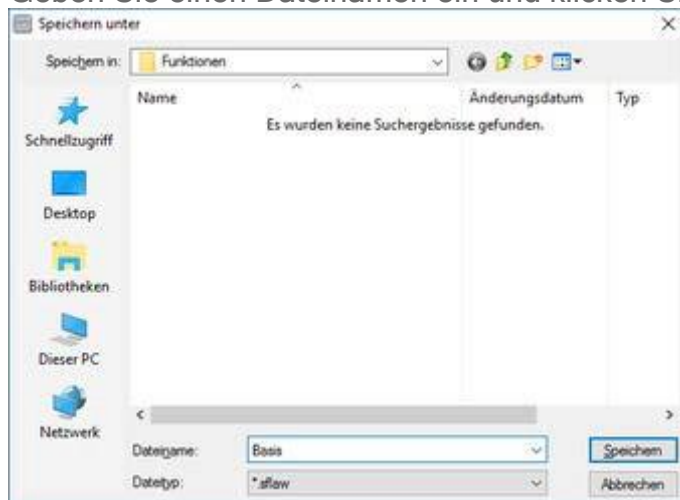 Speichern unter
Speichern in: Funktionen
Name Änderungsdatum Typ
Es wurden keine Suchergebnisse gefunden.
Schnellzugriff
Desktop
Bibliotheken
Dieser PC
Netzwerk
Dateiname: Basis Speichern
Dateityp: *.sflaw Abbrechen